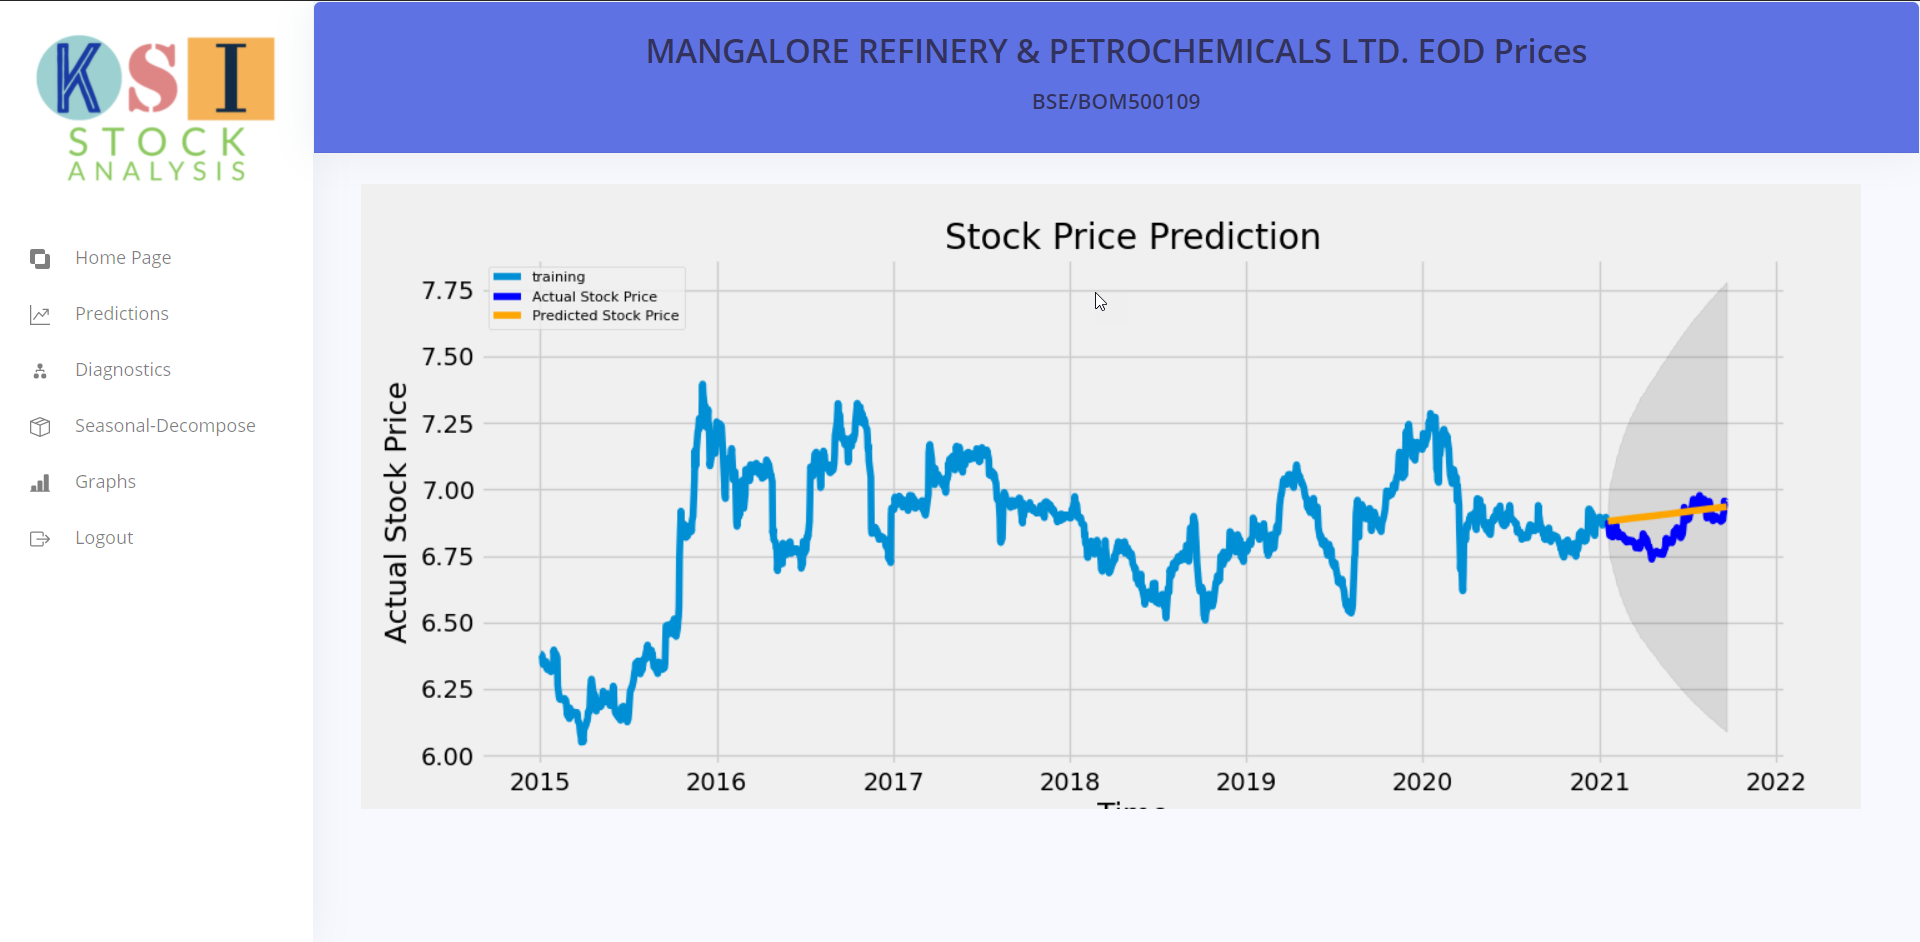 KSI
STOCK
ANALYSIS
Home Page
Predictions
Diagnostics
Seasonal-Decompose
Graphs
Logout
MANGALORE REFINERY & PETROCHEMICALS LTD. EOD Prices
BSE/BOM500109
Stock Price Prediction
training
Actual Stock Price
Predicted Stock Price
Actual Stock Price
7.75
7.50
7.25
7.00
6.75
6.50
6.25
6.00
2015 2016 2017 2018 2019 2020 2021 2022
Time